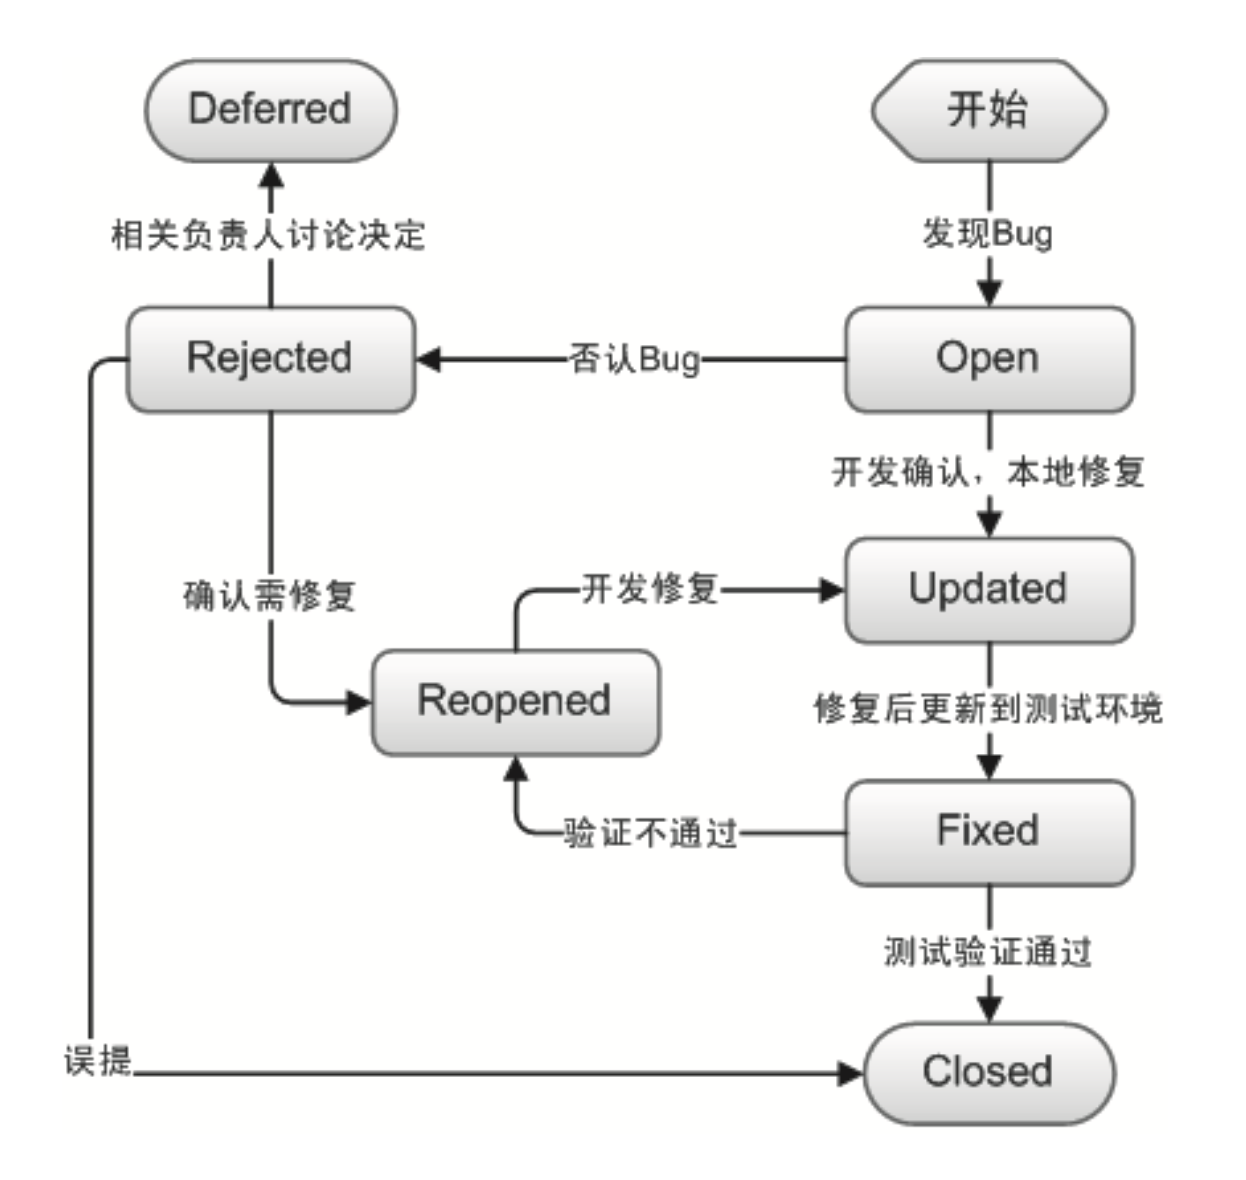 Deferred
开始
相关负责人讨论决定
发现Bug
Rejected
否认Bug
Open
开发确认，本地修复
确认需修复
开发修复
Updated
Reopened
修复后更新到测试环境
验证不通过
Fixed
测试验证通过
误提
Closed